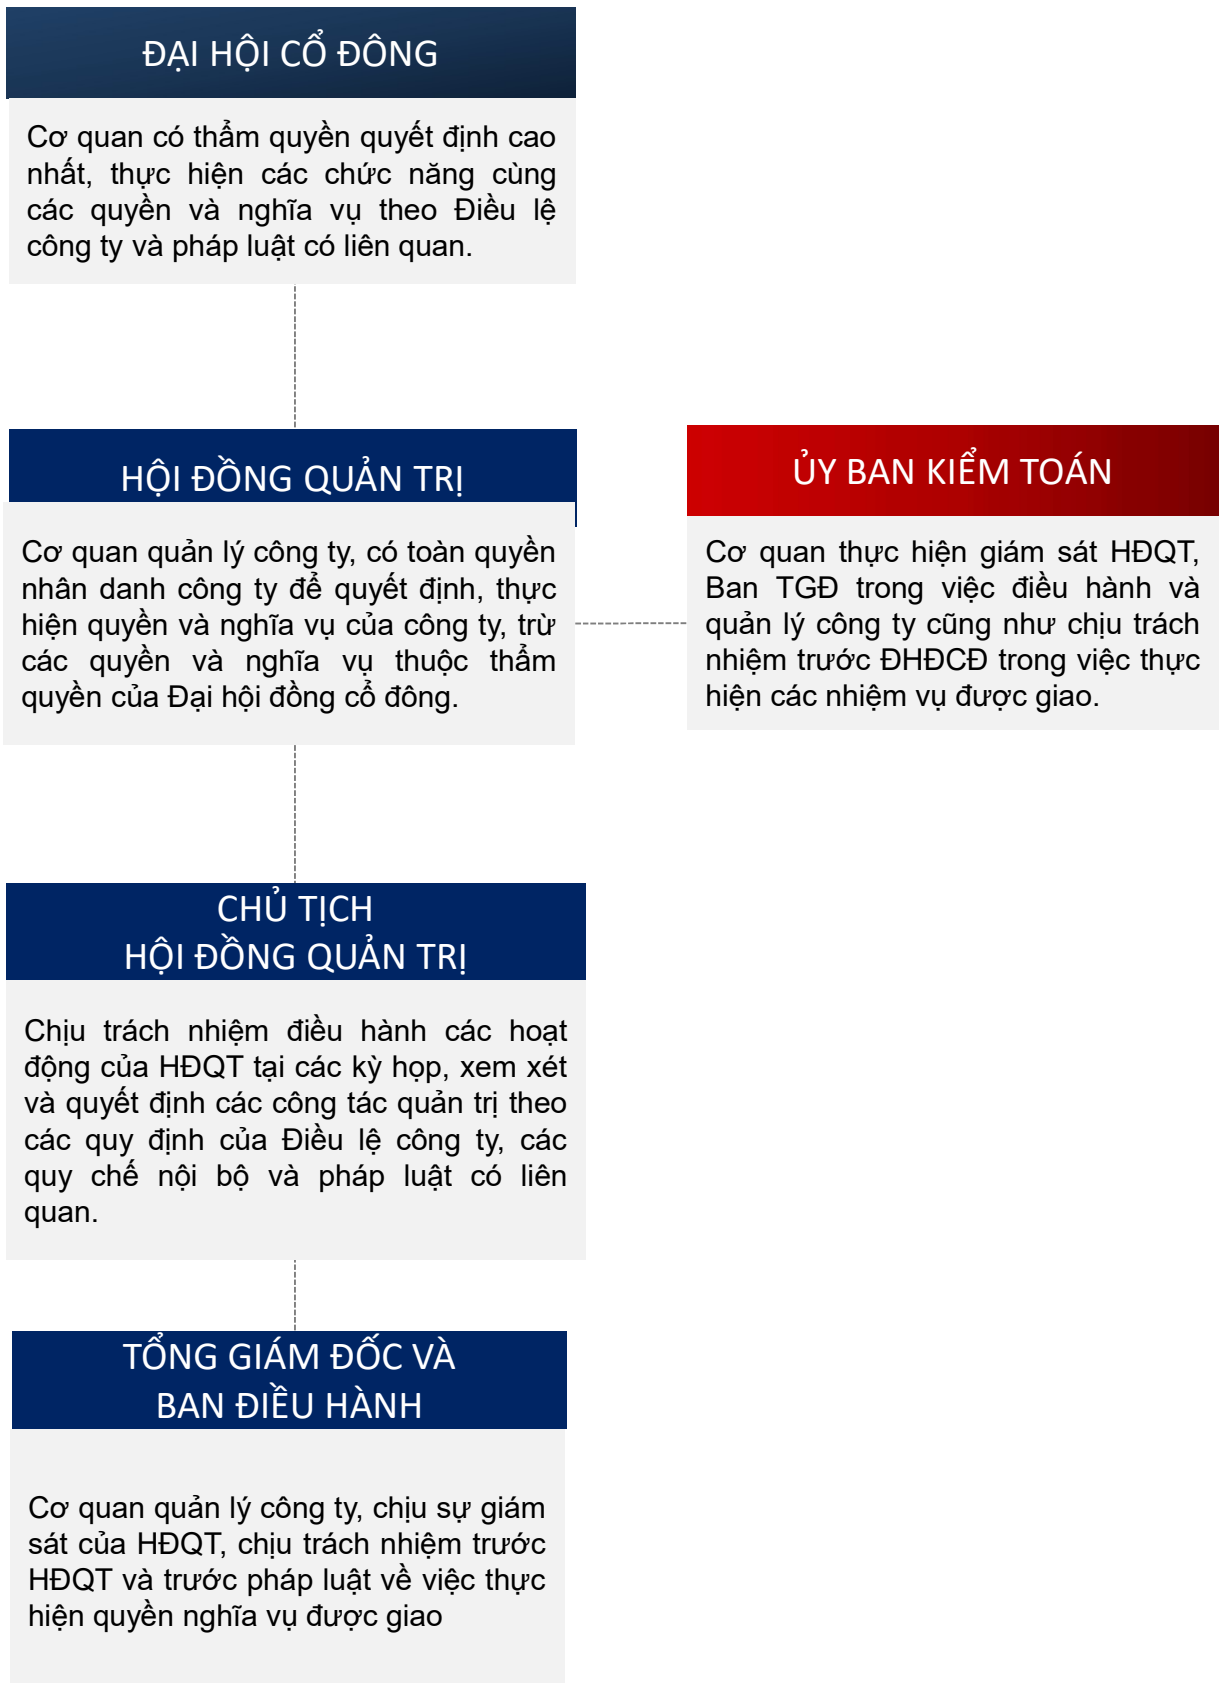 ĐẠI HỘI CỔ ĐÔNG
Cơ quan có thẩm quyền quyết định cao
nhất, thực hiện các chức năng cùng
các quyền và nghĩa vụ theo Điều lệ
công ty và pháp luật có liên quan.
HỘI ĐỒNG QUẢN TRỊ
Cơ quan quản lý công ty, có toàn quyền
nhân danh công ty để quyết định, thực
hiện quyền và nghĩa vụ của công ty, trừ
các quyền và nghĩa vụ thuộc thẩm
quyền của Đại hội đồng cổ đông.
ỦY BAN KIỂM TOÁN
Cơ quan thực hiện giám sát HĐQT,
Ban TGĐ trong việc điều hành và
quản lý công ty cũng như chịu trách
nhiệm trước ĐHĐCĐ trong việc thực
hiện các nhiệm vụ được giao.
CHỦ TỊCH
HỘI ĐỒNG QUẢN TRỊ
Chịu trách nhiệm điều hành các hoạt
động của HĐQT tại các kỳ họp, xem xét
và quyết định các công tác quản trị theo
các quy định của Điều lệ công ty, các
quy chế nội bộ và pháp luật có liên
quan.
TỔNG GIÁM ĐỐC VÀ
BAN ĐIỀU HÀNH
Cơ quan quản lý công ty, chịu sự giám
sát của HĐQT, chịu trách nhiệm trước
HĐQT và trước pháp luật về việc thực
hiện quyền nghĩa vụ được giao